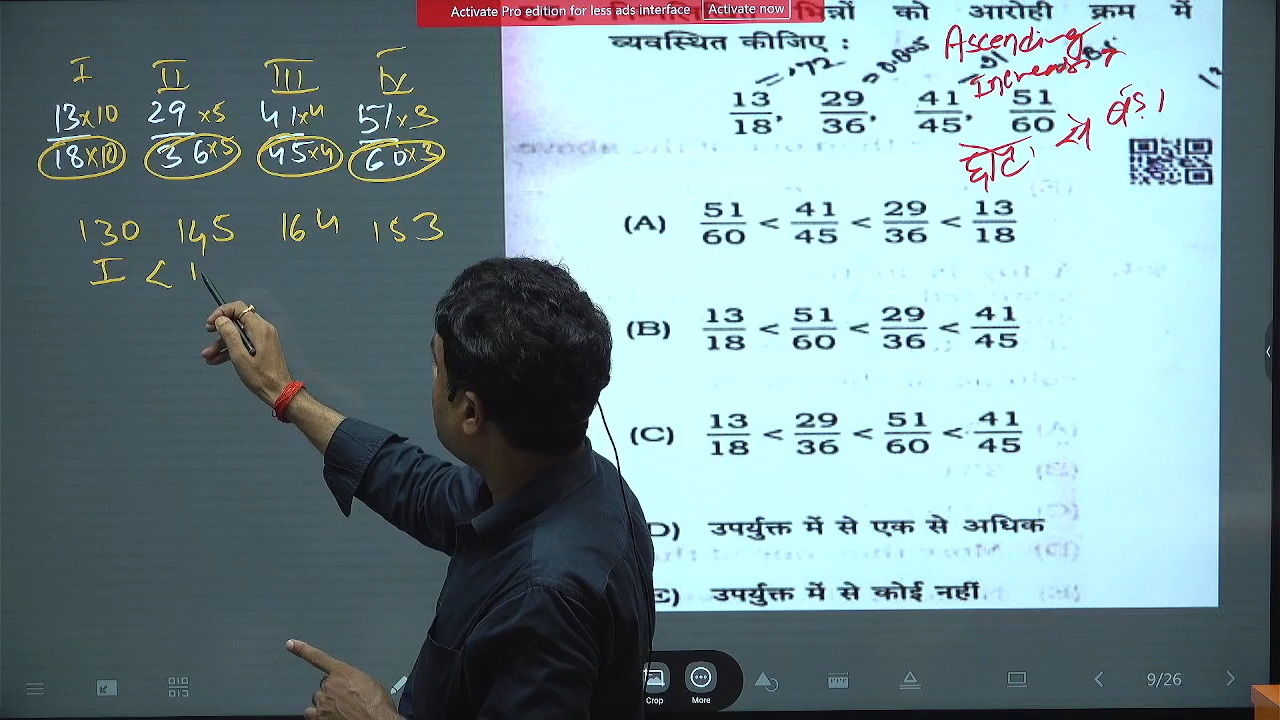 Activate Pro edition for less ads interface Activate now
भिन्नों को आरोही क्रम में
व्यवस्थित कीजिए :
Ascending
Increasing
=.72
=0.805
13/18, 29/36, 41/45, 51/60
छोटा से बड़ा
I II III IV
13×10/18×10 29×5/36×5 41×4/45×4 51×3/60×3
130 145 164 153
I <
(A) 51/60 < 41/45 < 29/36 < 13/18
(B) 13/18 < 51/60 < 29/36 < 41/45
(C) 13/18 < 29/36 < 51/60 < 41/45
D) उपर्युक्त में से एक से अधिक
E) उपर्युक्त में से कोई नहीं
Crop More
9/26